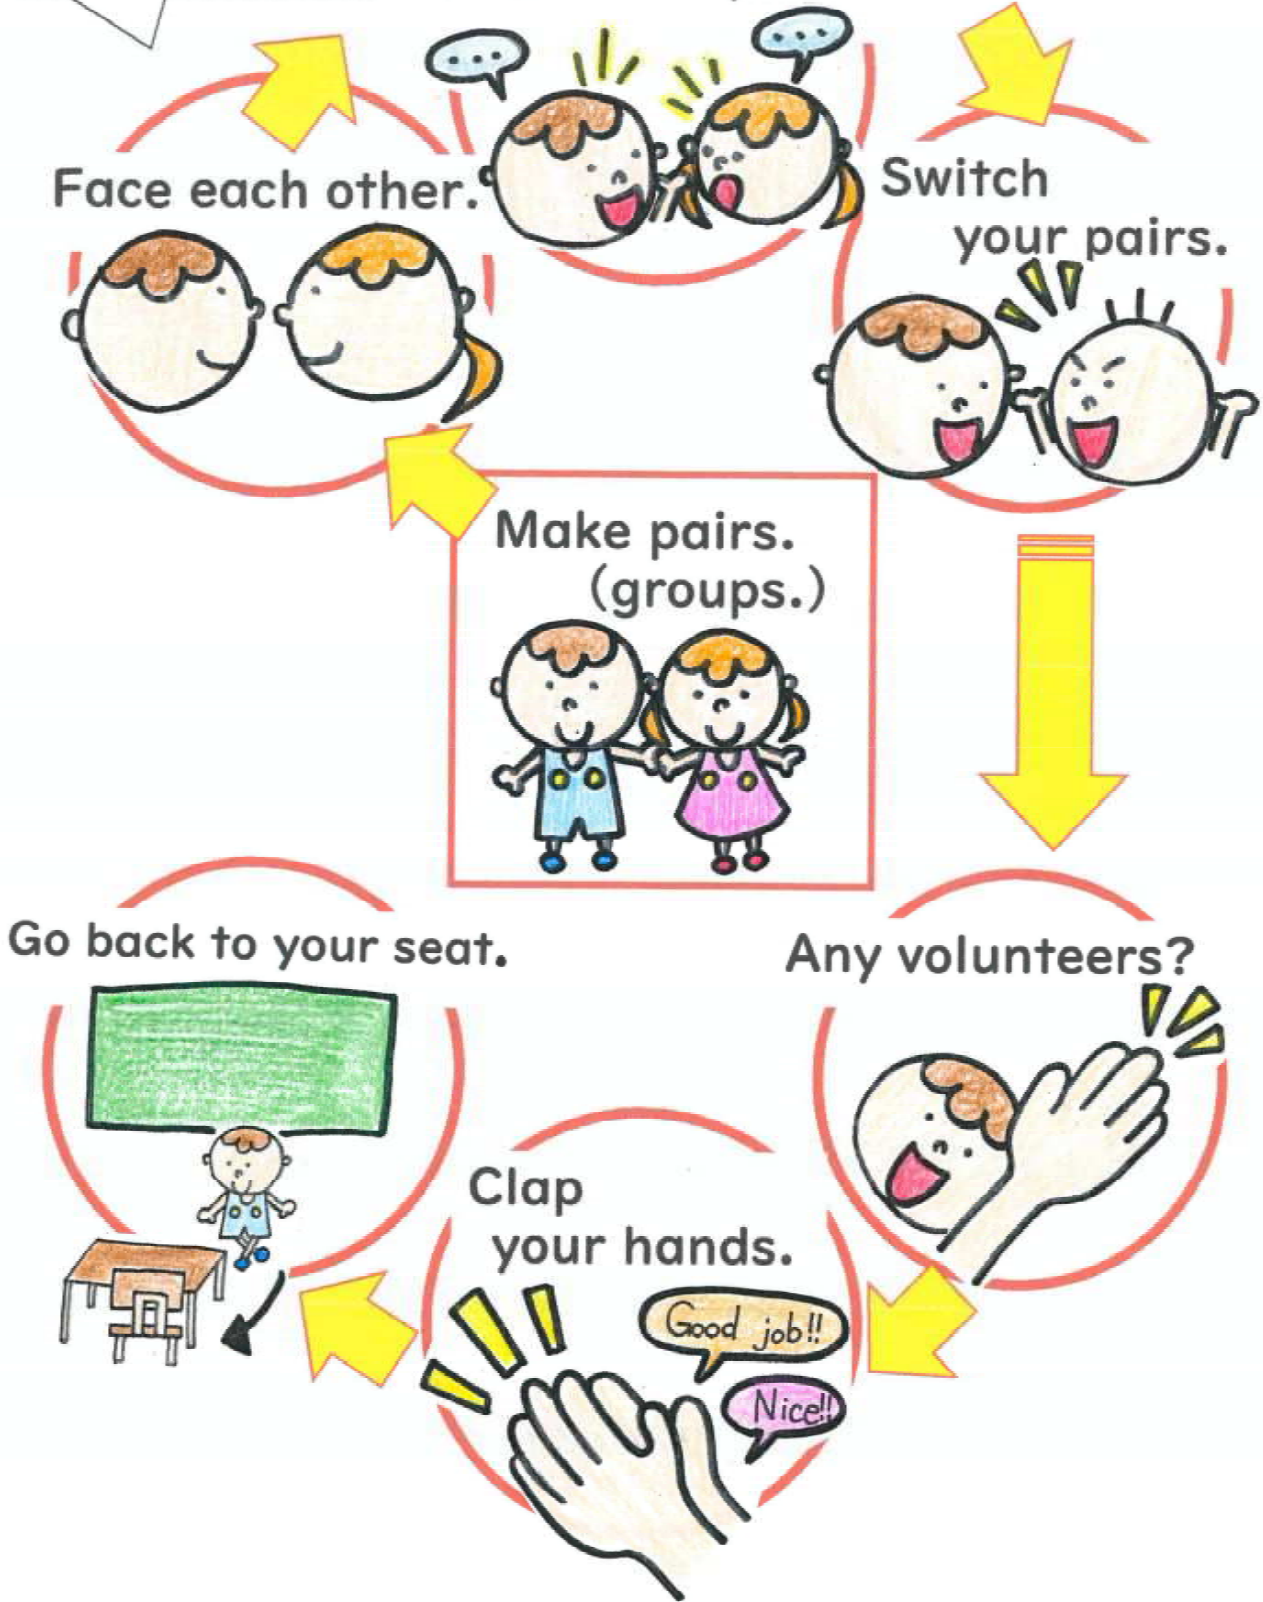 Face each other.
...
...
Switch
your pairs.
Make pairs.
(groups.)
Go back to your seat.
Any volunteers?
Clap
your hands.
Good job!!
Nice!!